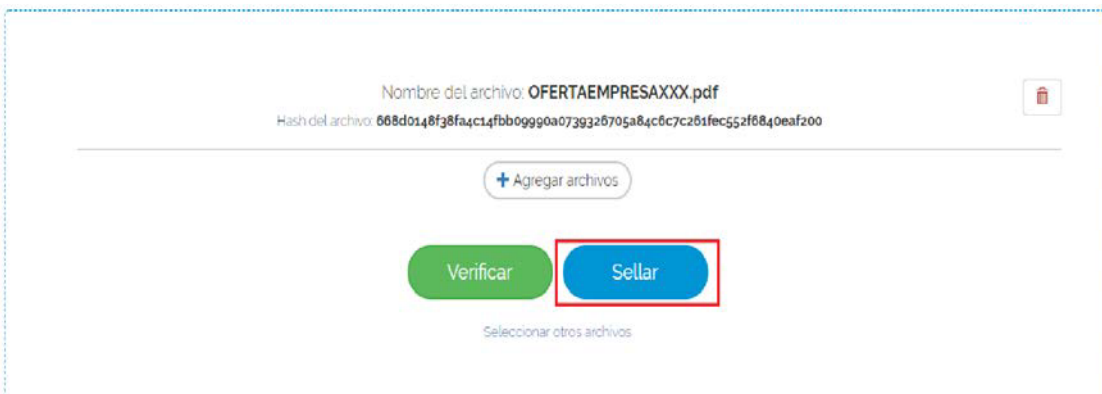 Nombre del archivo: OFERTAEMPRESAXXX.pdf
Hash del archivo: 668d0148f38fa4c14fbb09990a0739326705a84c6c7c261fec552f6840eaf200
+ Agregar archivos
Verificar
Sellar
Seleccionar otros archivos